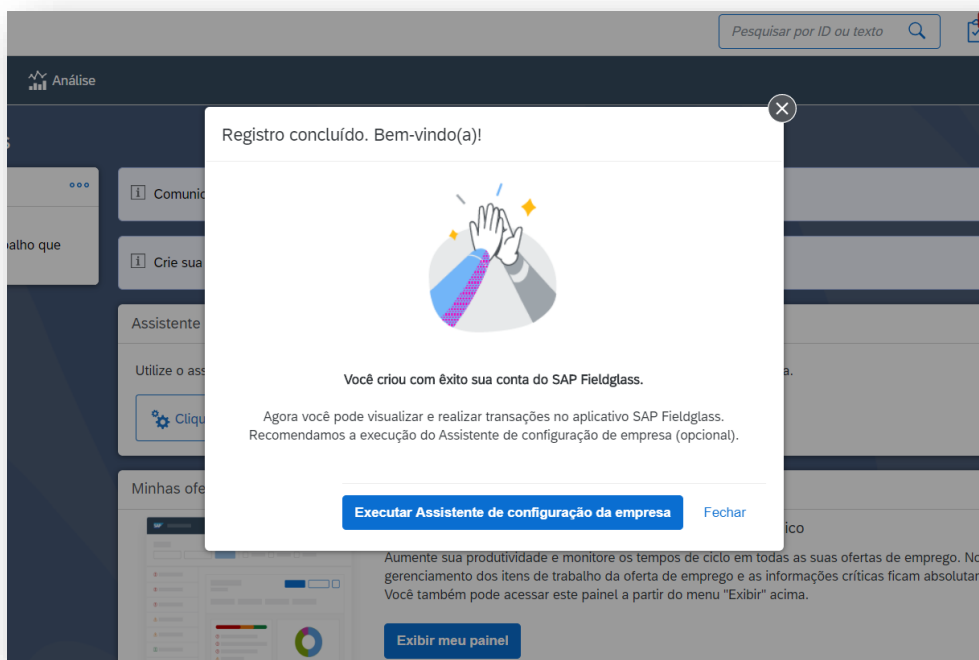 Pesquisar por ID ou texto
Análise
Registro concluído. Bem-vindo(a)!
Comunic
alho que
Crie sua
Assistente
Utilize o ass
a.
Cliqu
Você criou com êxito sua conta do SAP Fieldglass.
Agora você pode visualizar e realizar transações no aplicativo SAP Fieldglass.
Recomendamos a execução do Assistente de configuração de empresa (opcional).
Minhas ofe
Executar Assistente de configuração da empresa
Fechar
ico
Aumente sua produtividade e monitore os tempos de ciclo em todas as suas ofertas de emprego. No
gerenciamento dos itens de trabalho da oferta de emprego e as informações críticas ficam absolutan
Você também pode acessar este painel a partir do menu "Exibir" acima.
Exibir meu painel